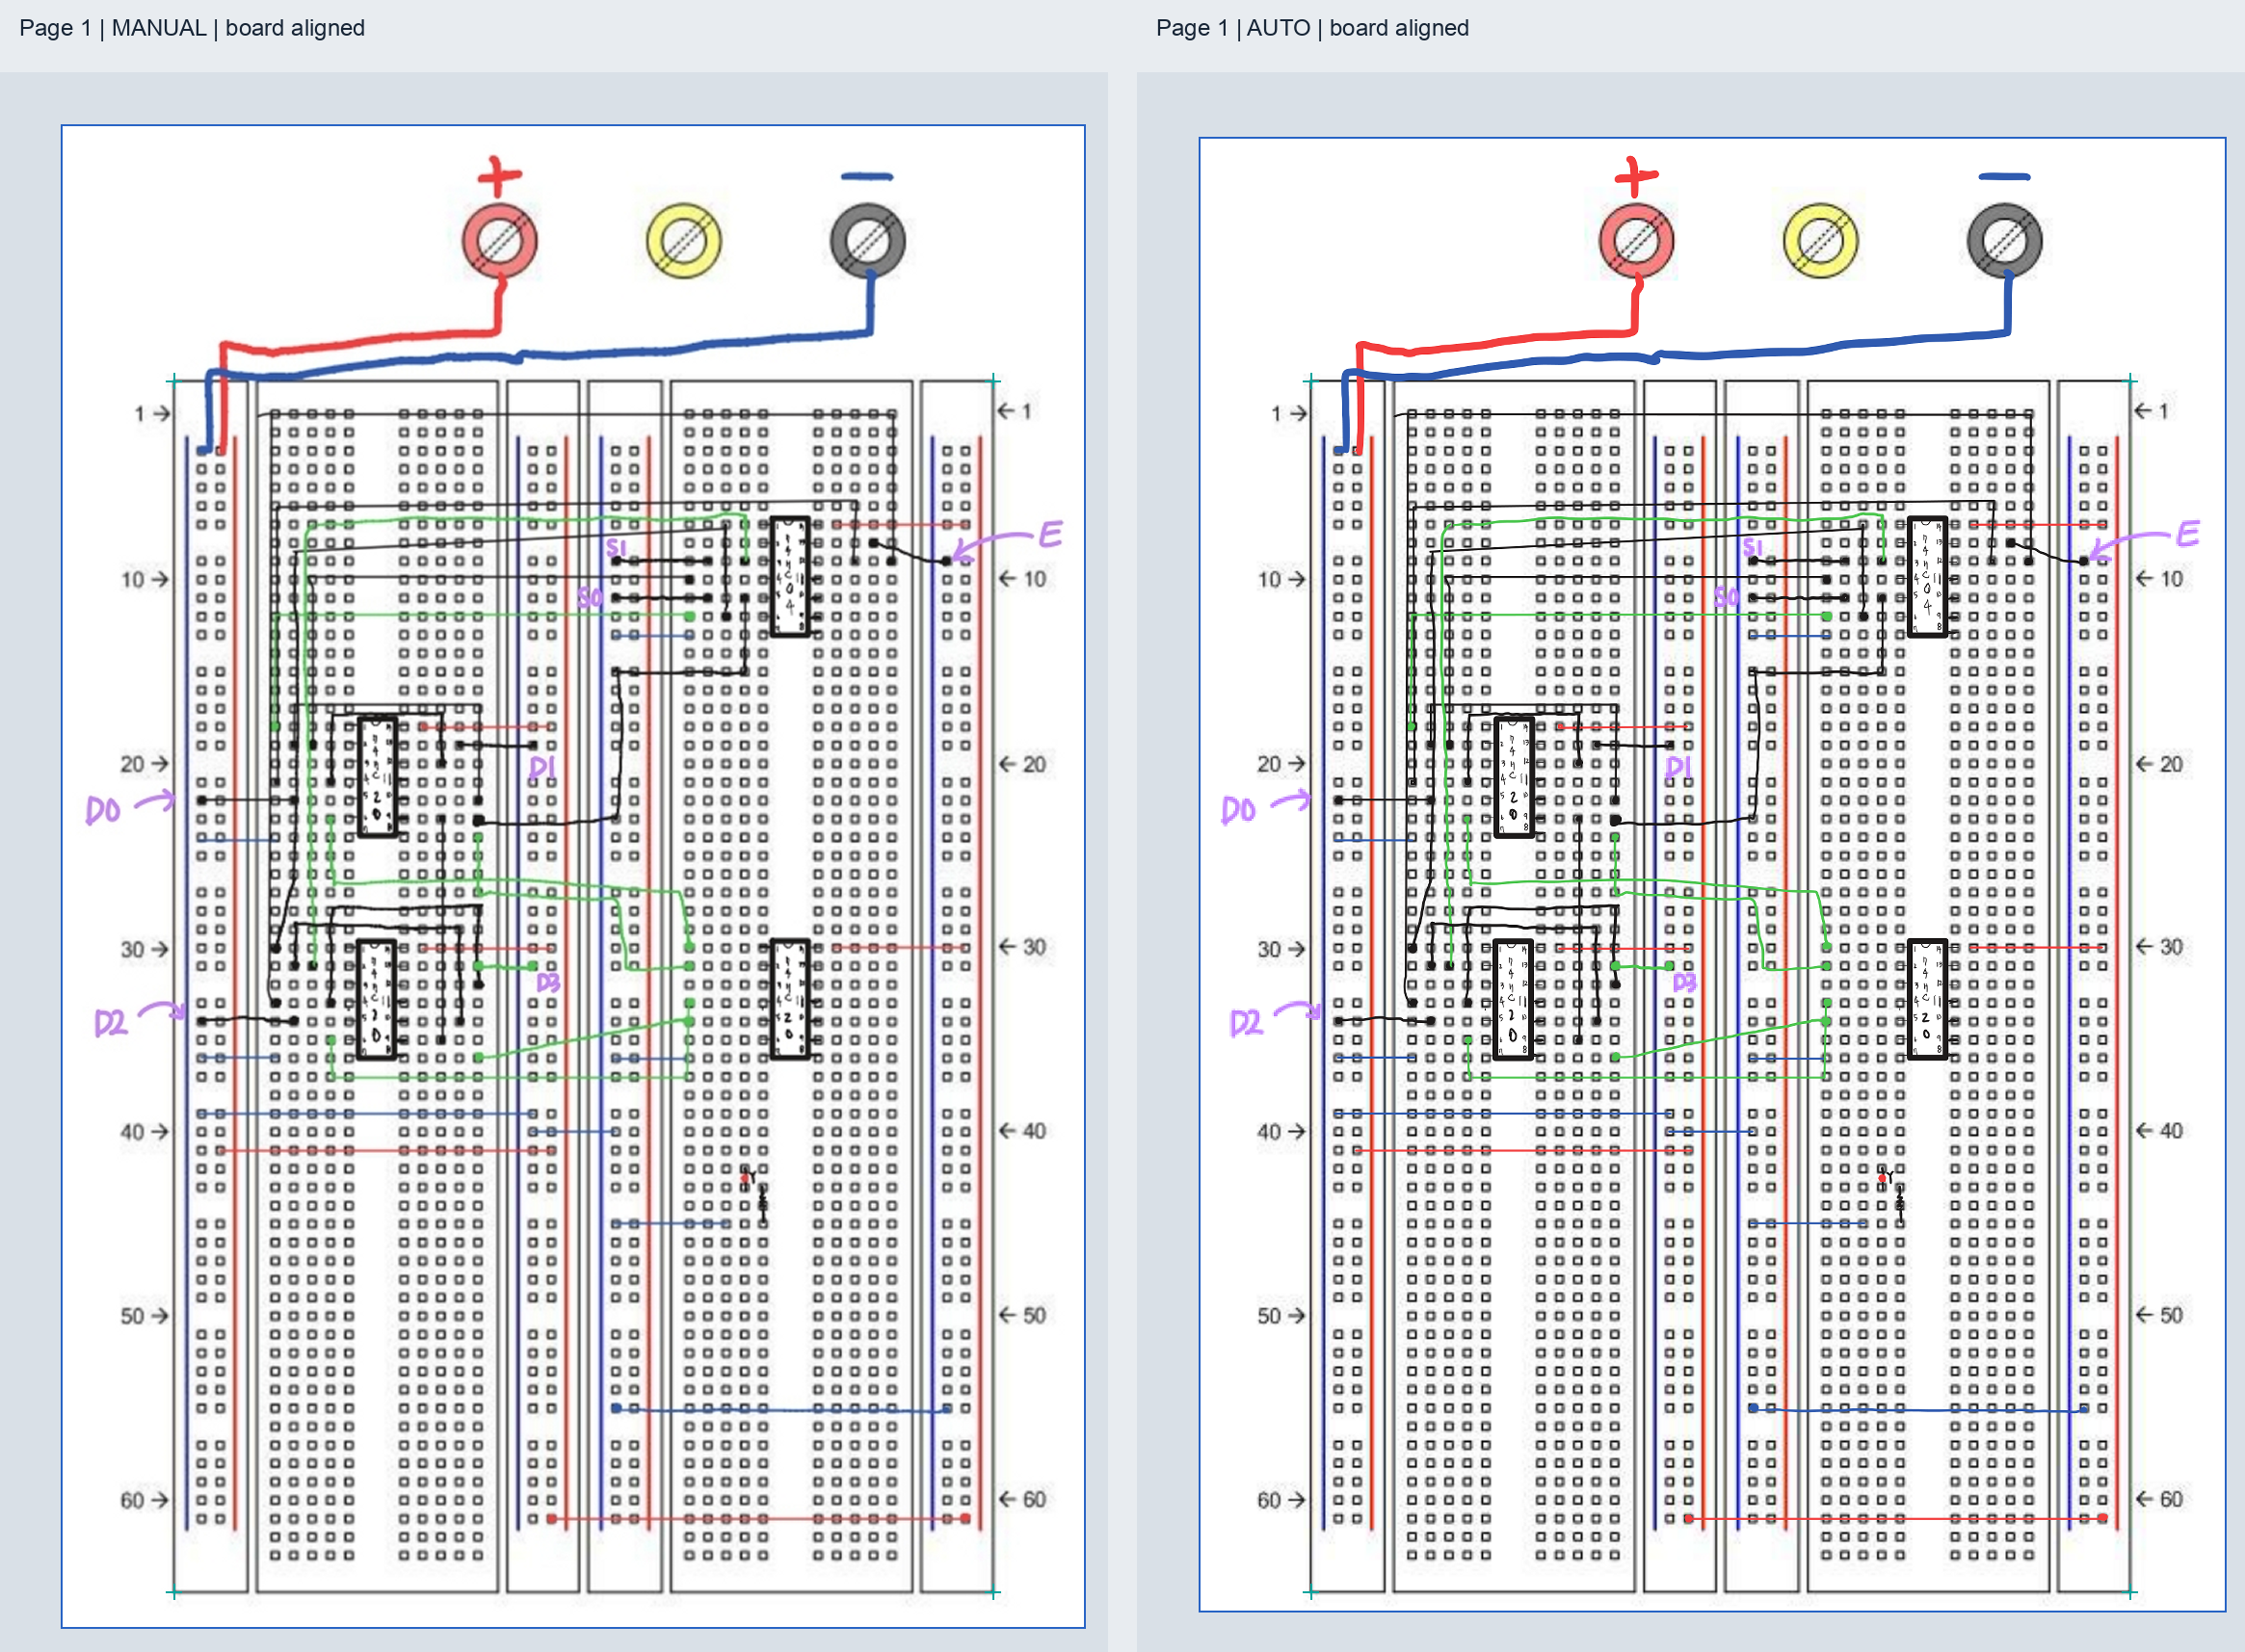 Page 1 | MANUAL | board aligned
+
−
1 → ← 1
S1
E
10 → ← 10
S0
20 → ← 20
D1
D0
30 → ← 30
D3
D2
40 → ← 40
Y
50 → ← 50
60 → ← 60
Page 1 | AUTO | board aligned
+
−
1 → ← 1
S1
E
10 → ← 10
S0
20 → ← 20
D1
D0
30 → ← 30
D3
D2
40 → ← 40
Y
50 → ← 50
60 → ← 60